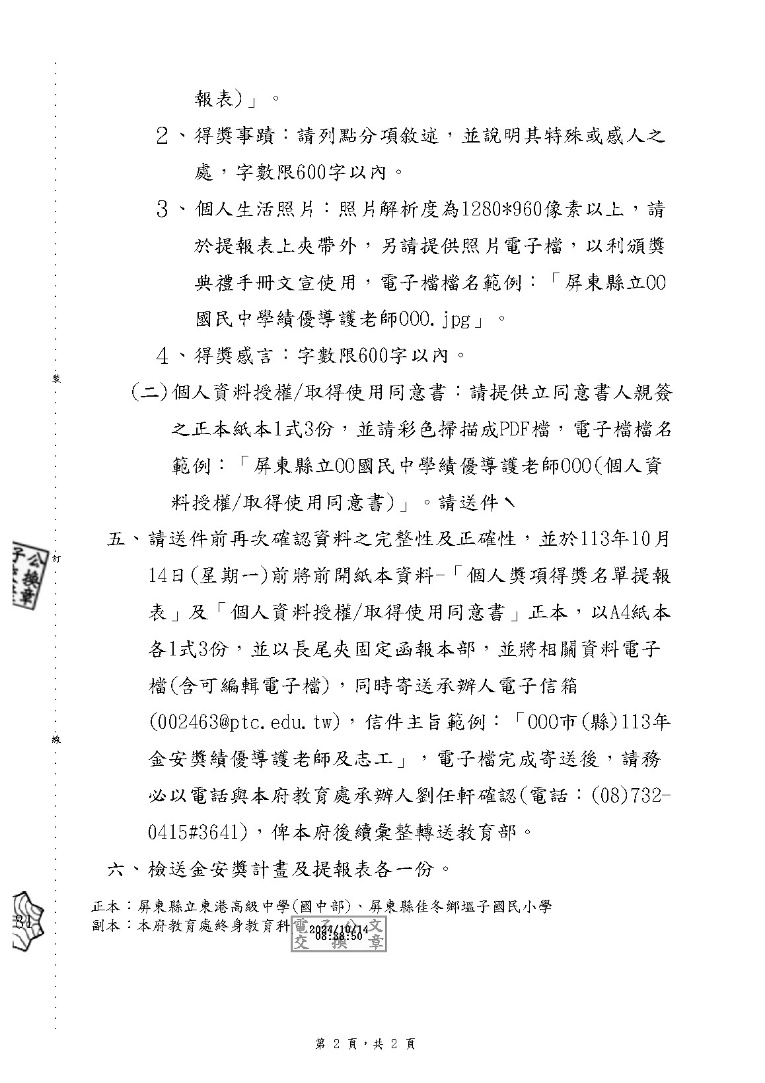 報表)」。
２、得獎事蹟：請列點分項敘述，並說明其特殊或感人之
處，字數限600字以內。
３、個人生活照片：照片解析度為1280*960像素以上，請
於提報表上夾帶外，另請提供照片電子檔，以利頒獎
典禮手冊文宣使用，電子檔檔名範例：「屏東縣立OO
國民中學績優導護老師OOO.jpg」。
４、得獎感言：字數限600字以內。
(二)個人資料授權/取得使用同意書：請提供立同意書人親簽
之正本紙本1式3份，並請彩色掃描成PDF檔，電子檔檔名
範例：「屏東縣立OO國民中學績優導護老師OOO(個人資
料授權/取得使用同意書)」。請送件㇏
五、請送件前再次確認資料之完整性及正確性，並於113年10月
14日(星期一)前將前開紙本資料-「個人獎項得獎名單提報
表」及「個人資料授權/取得使用同意書」正本，以A4紙本
各1式3份，並以長尾夾固定函報本部，並將相關資料電子
檔(含可編輯電子檔)，同時寄送承辦人電子信箱
(002463@ptc.edu.tw)，信件主旨範例：「OOO市(縣)113年
金安獎績優導護老師及志工」，電子檔完成寄送後，請務
必以電話與本府教育處承辦人劉任軒確認(電話：(08)732-
0415#3641)，俾本府後續彙整轉送教育部。
六、檢送金安獎計畫及提報表各一份。
正本：屏東縣立東港高級中學(國中部)、屏東縣佳冬鄉塭子國民小學
副本：本府教育處終身教育科
電子公文
2024/10/14
08:38:50
交換章
裝
訂
線
公
換
章
子
第 2 頁，共 2 頁